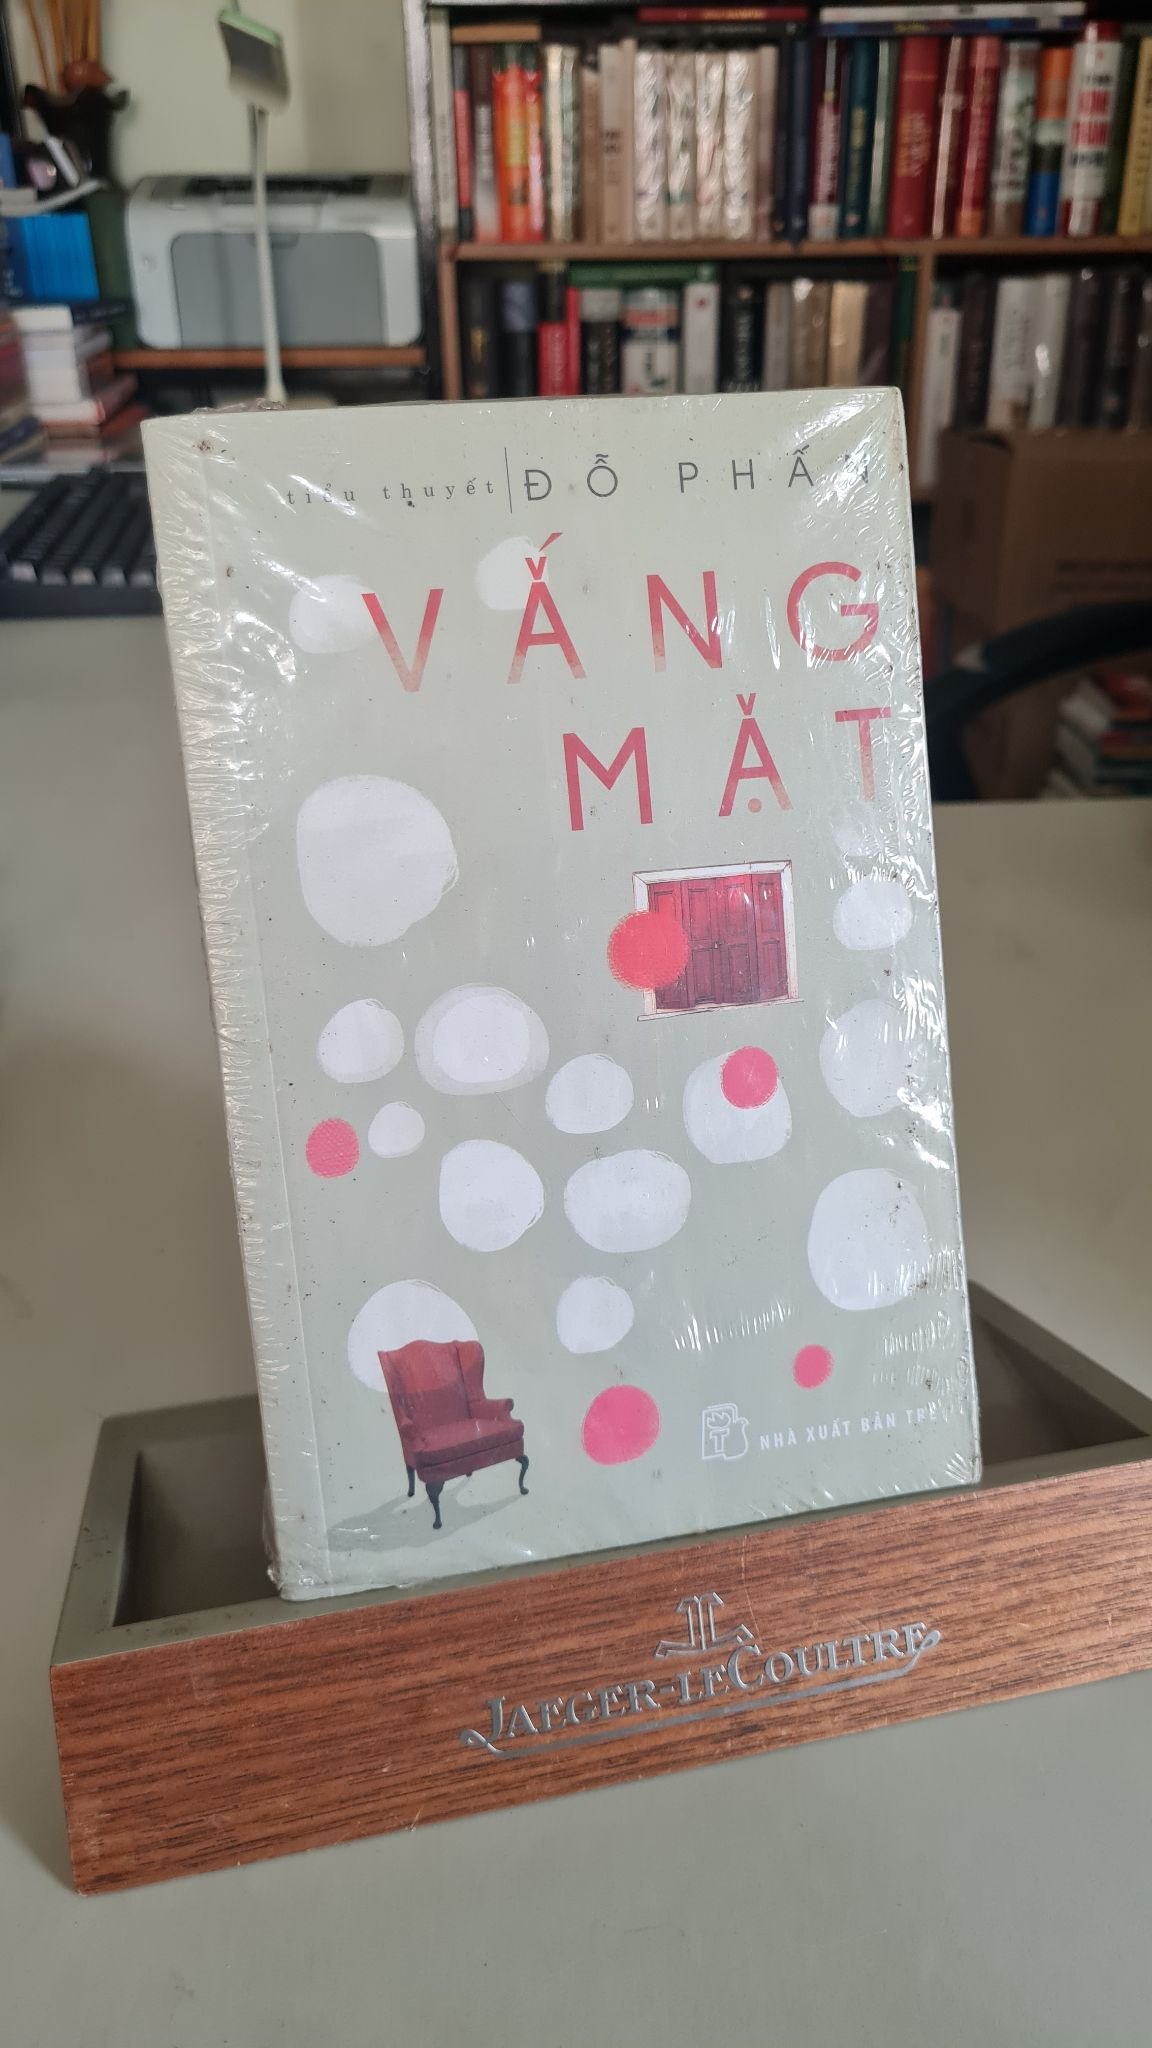 tiểu thuyết ĐỖ PHẤN
VẮNG
MẶT
NHÀ XUẤT BẢN TRẺ
JAEGER-LECOULTRE